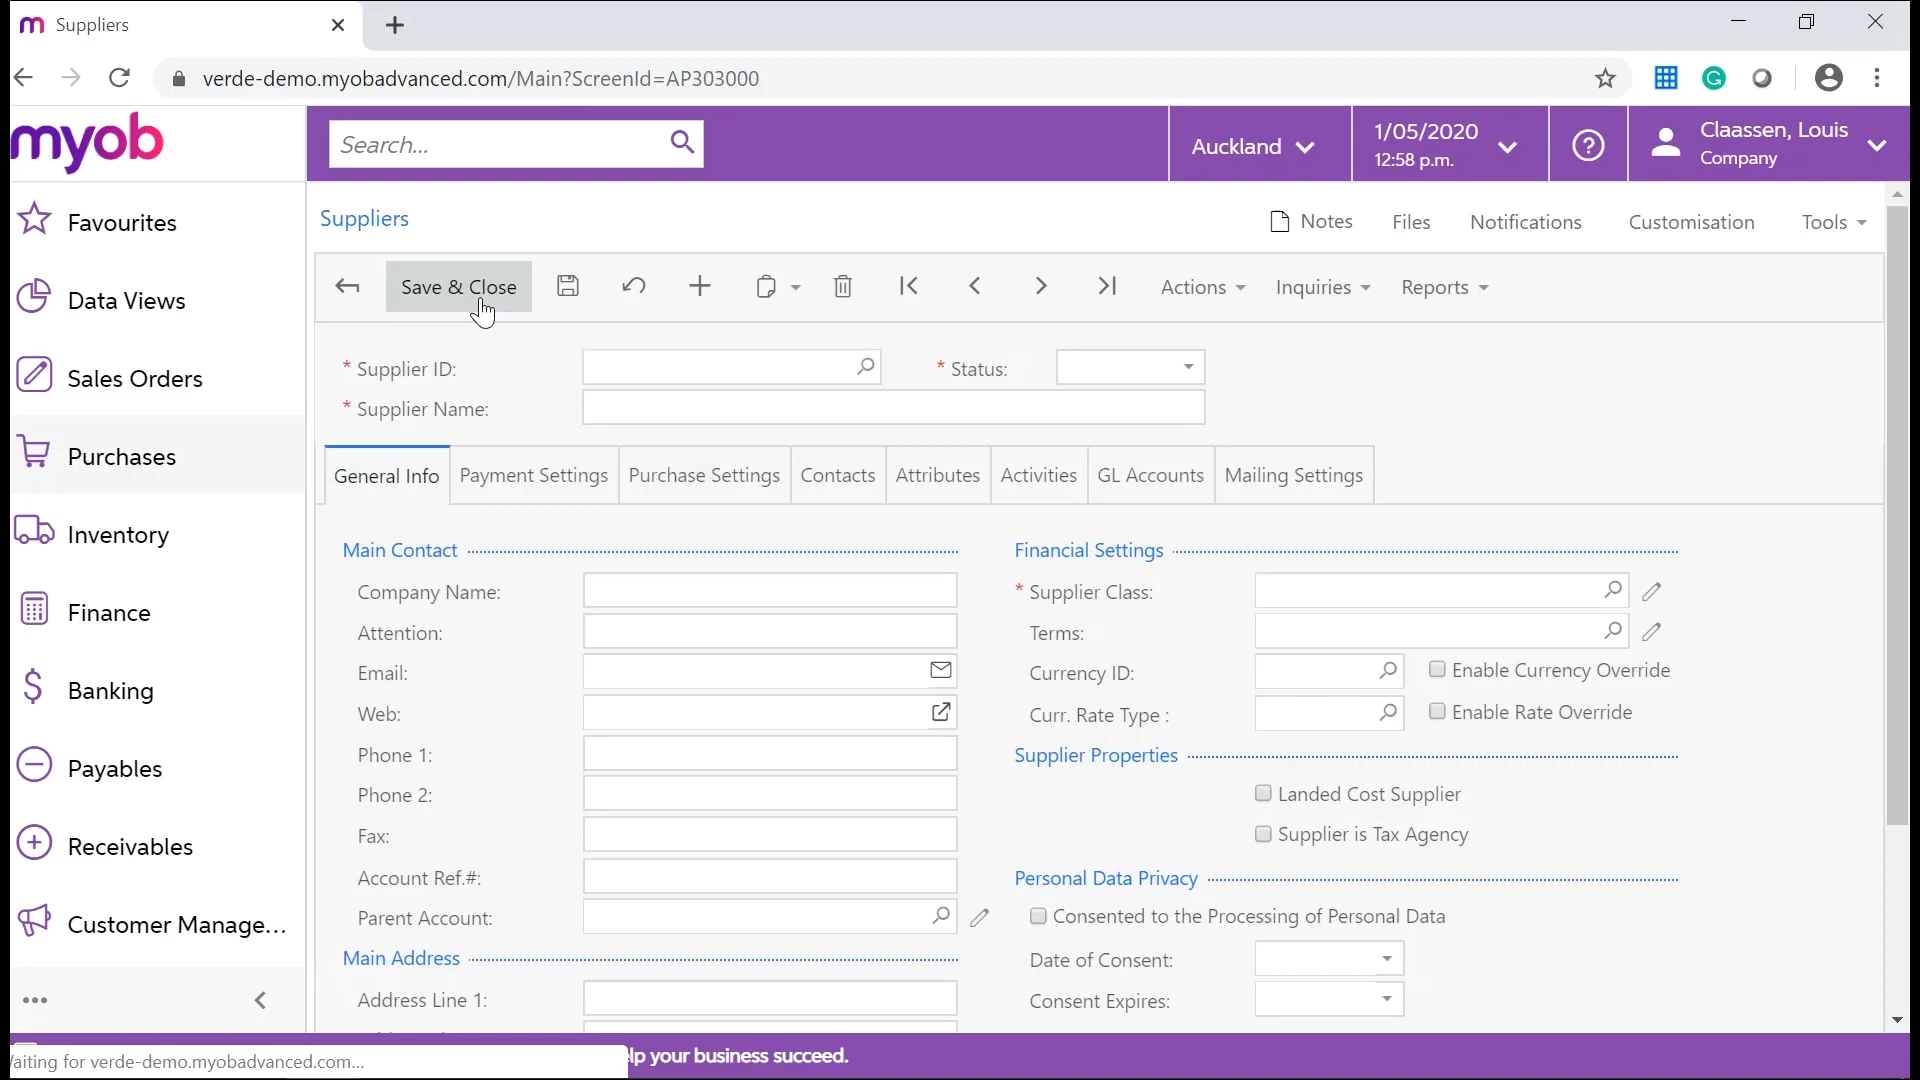 Suppliers
verde-demo.myobadvanced.com/Main?ScreenId=AP303000
myob
Search...
Auckland
1/05/2020
12:58 p.m.
Claassen, Louis
Company
Favourites
Data Views
Sales Orders
Purchases
Inventory
Finance
Banking
Payables
Receivables
Customer Manage...
Suppliers
Notes Files Notifications Customisation Tools
Save & Close Actions Inquiries Reports
* Supplier ID: * Status:
* Supplier Name:
General Info Payment Settings Purchase Settings Contacts Attributes Activities GL Accounts Mailing Settings
Main Contact
Company Name:
Attention:
Email:
Web:
Phone 1:
Phone 2:
Fax:
Account Ref.#:
Parent Account:
Main Address
Address Line 1:
Financial Settings
* Supplier Class:
Terms:
Currency ID: Enable Currency Override
Curr. Rate Type : Enable Rate Override
Supplier Properties
Landed Cost Supplier
Supplier is Tax Agency
Personal Data Privacy
Consented to the Processing of Personal Data
Date of Consent:
Consent Expires:
aiting for verde-demo.myobadvanced.com...
lp your business succeed.